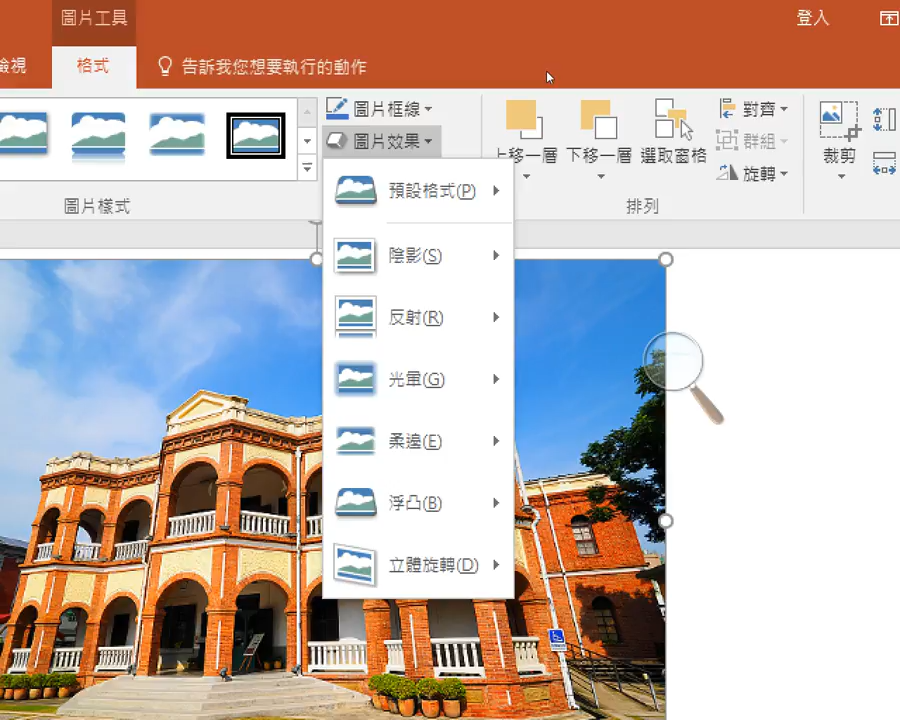 圖片工具
登入
檢視
格式
告訴我您想要執行的動作
圖片框線
圖片效果
上移一層
下移一層
選取窗格
對齊
群組
旋轉
裁剪
圖片樣式
排列
預設格式(P)
陰影(S)
反射(R)
光暈(G)
柔邊(E)
浮凸(B)
立體旋轉(D)